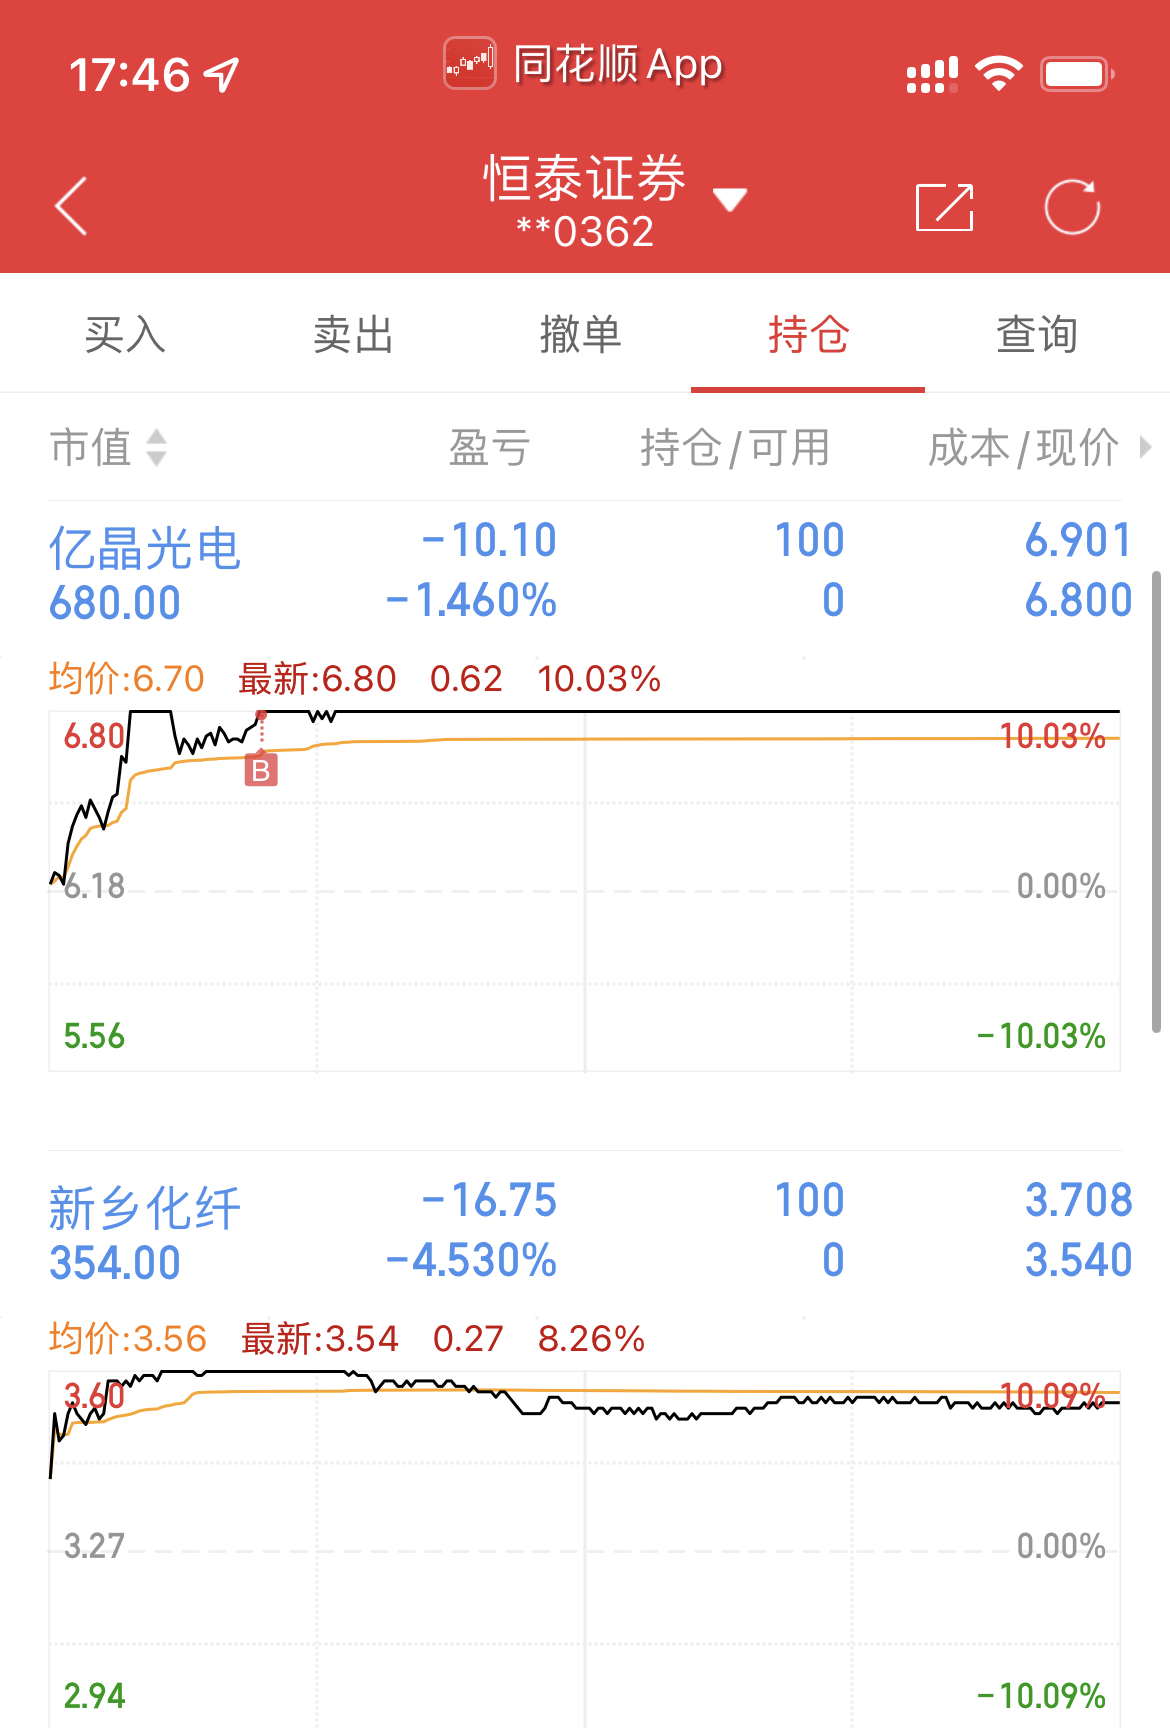 17:46 同花顺App
恒泰证券
**0362
买入 卖出 撤单 持仓 查询
市值 盈亏 持仓/可用 成本/现价
亿晶光电 -10.10 100 6.901
680.00 -1.460% 0 6.800
均价:6.70 最新:6.80 0.62 10.03%
6.80 10.03%
B
6.18 0.00%
5.56 -10.03%
新乡化纤 -16.75 100 3.708
354.00 -4.530% 0 3.540
均价:3.56 最新:3.54 0.27 8.26%
3.60 10.09%
3.27 0.00%
2.94 -10.09%